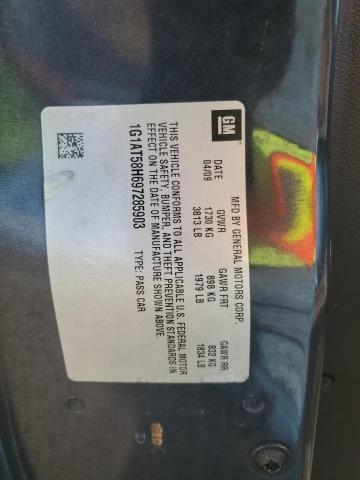 GM
MFD BY GENERAL MOTORS CORP.
DATE GVWR GAWR FRT GAWR RR
04/09 1730 KG 898 KG 832 KG
3813 LB 1979 LB 1834 LB
THIS VEHICLE CONFORMS TO ALL APPLICABLE U.S. FEDERAL MOTOR
VEHICLE SAFETY, BUMPER, AND THEFT PREVENTION STANDARDS IN
EFFECT ON THE DATE OF MANUFACTURE SHOWN ABOVE.
1G1AT58H697285903 TYPE: PASS CAR